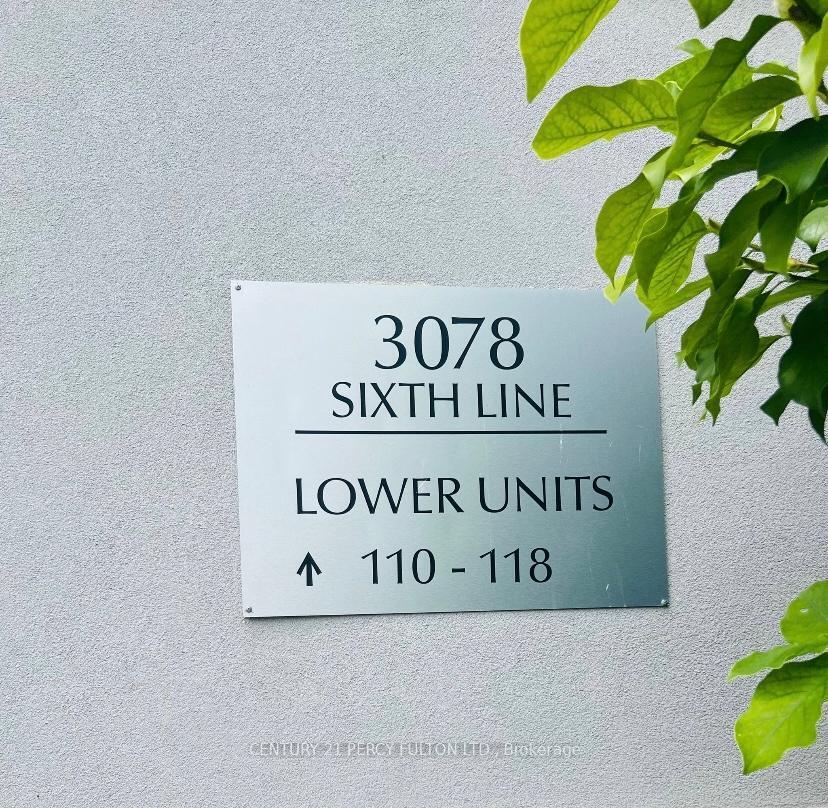 3078
SIXTH LINE
LOWER UNITS
↑ 110 - 118
CENTURY 21 PERCY FULTON LTD., Brokerage